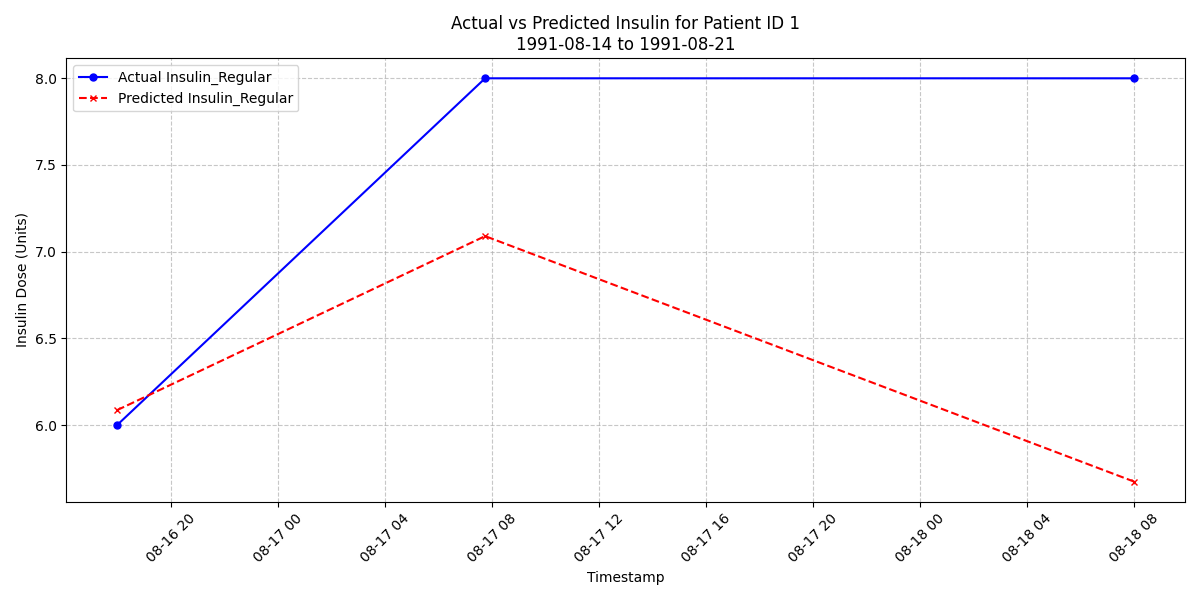 Actual vs Predicted Insulin for Patient ID 1
1991-08-14 to 1991-08-21
Actual Insulin_Regular
Predicted Insulin_Regular
Insulin Dose (Units)
8.0
7.5
7.0
6.5
6.0
08-16 20
08-17 00
08-17 04
08-17 08
08-17 12
08-17 16
08-17 20
08-18 00
08-18 04
08-18 08
Timestamp